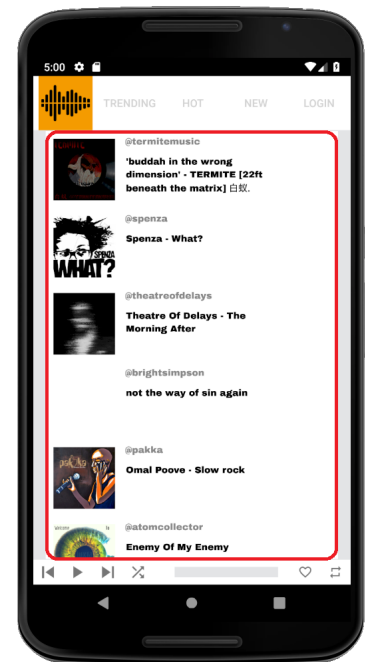 5:00
TRENDING HOT NEW LOGIN
@termitemusic
'buddah in the wrong
dimension' - TERMITE [22ft
beneath the matrix] 白蚁.
@spenza
Spenza - What?
SPENZA
WHAT?
@theatreofdelays
Theatre Of Delays - The
Morning After
@brightsimpson
not the way of sin again
@pakka
Omal Poove - Slow rock
@atomcollector
Enemy Of My Enemy